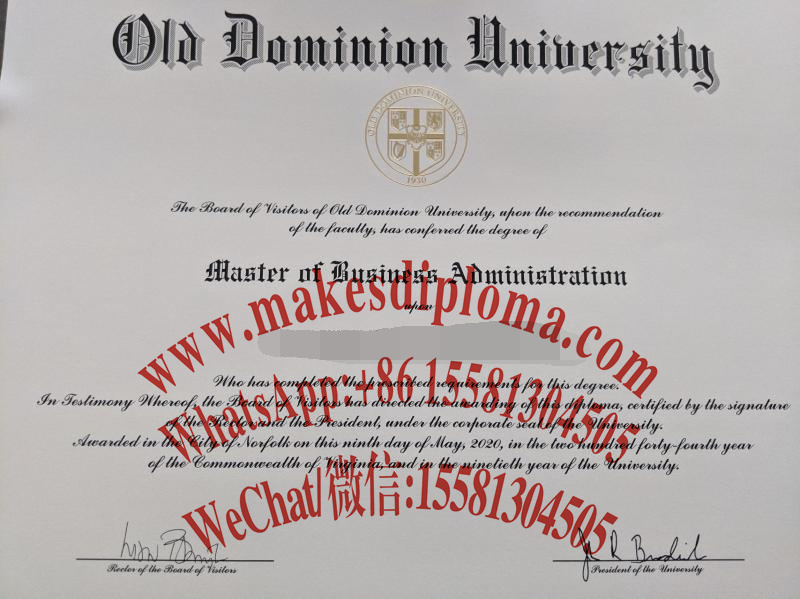 Old Dominion University
OLD DOMINION UNIVERSITY
1930
The Board of Visitors of Old Dominion University, upon the recommendation
of the faculty, has conferred the degree of
Master of Business Administration
upon
www.makesdiploma.com
Who has completed the prescribed requirements for this degree.
WhatsApp:+86 15581304505
In Testimony Whereof, the Board of Visitors has directed the awarding of this diploma, certified by the signature
of the Rector and the President, under the corporate seal of the University.
Awarded in the City of Norfolk on this ninth day of May, 2020, in the two hundred forty-fourth year
of the Commonwealth of Virginia, and in the ninetieth year of the University.
WeChat/微信:15581304505
Rector of the Board of Visitors
President of the University